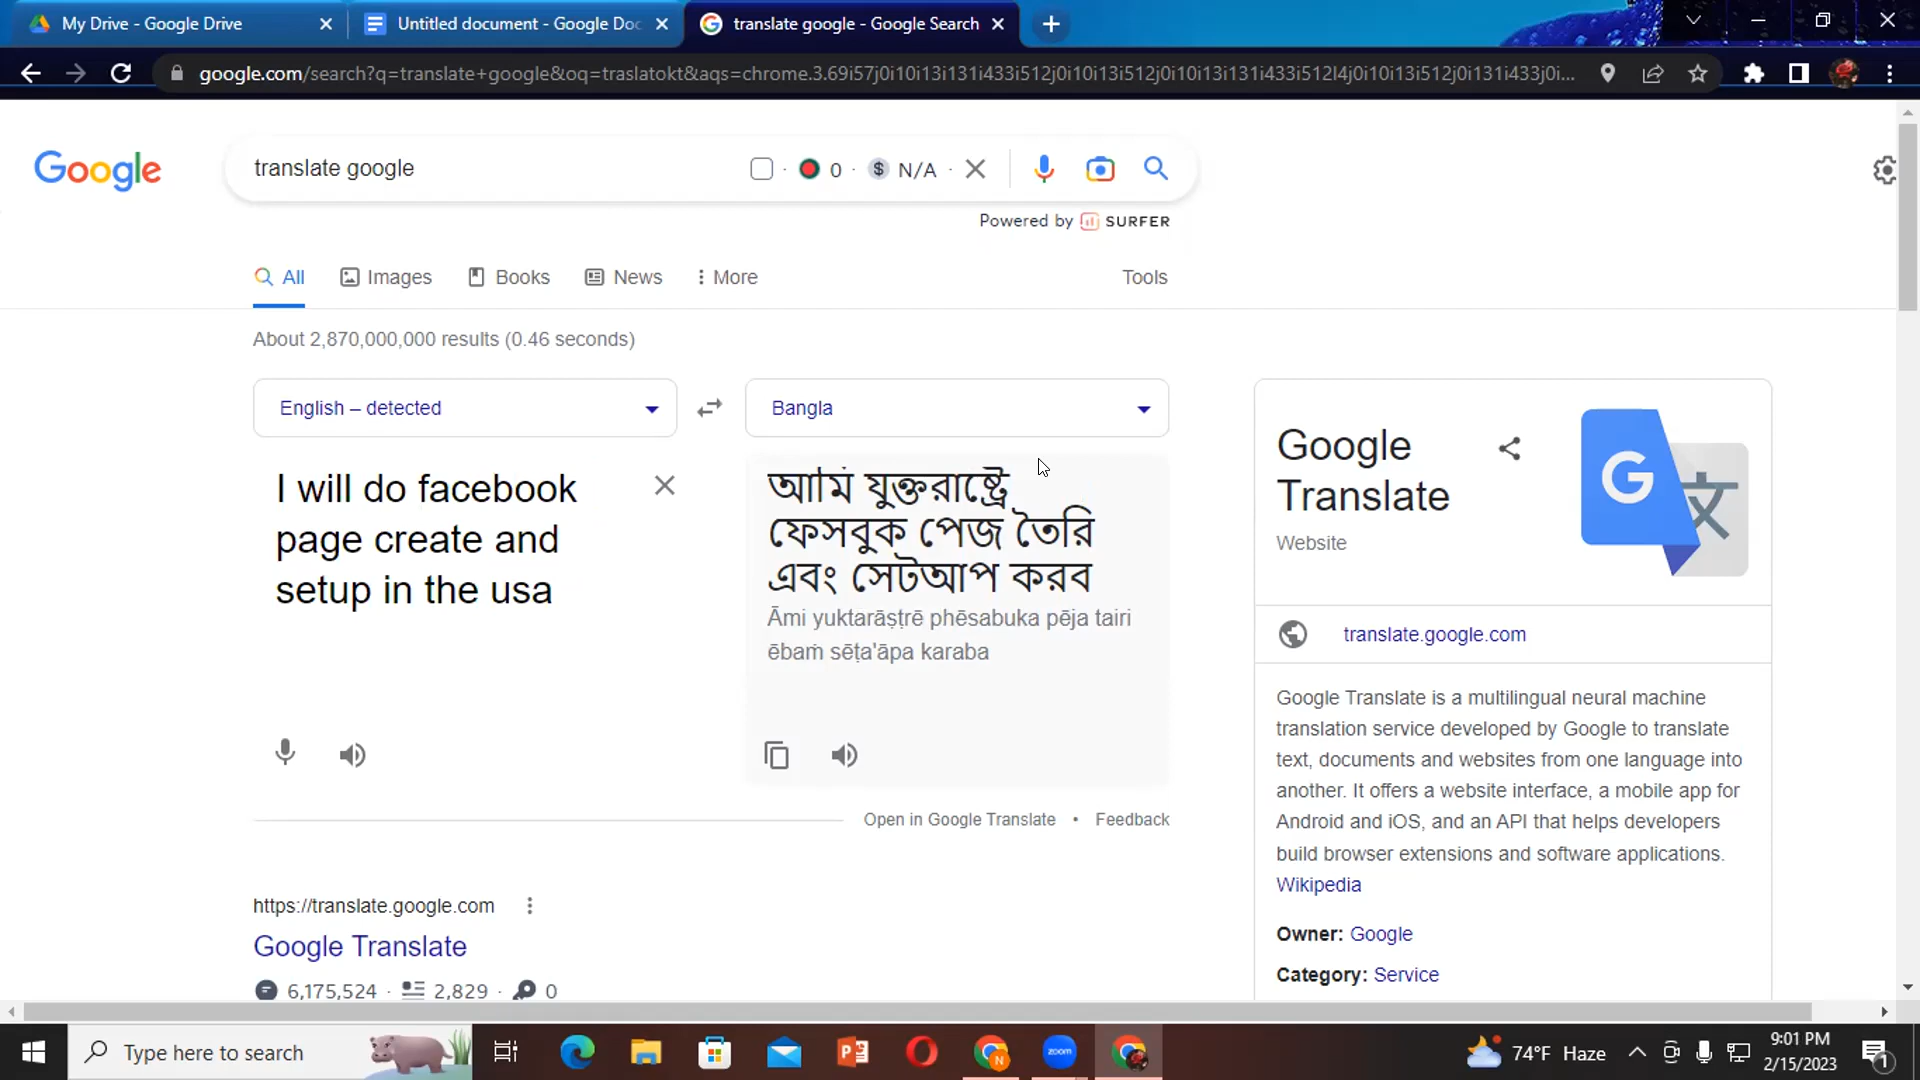 My Drive - Google Drive
Untitled document - Google Doc
translate google - Google Search
google.com/search?q=translate+google&oq=traslatokt&aqs=chrome.3.69i57j0i10i13i131i433i512j0i10i13i512j0i10i13i131i433i512l4j0i10i13i512j0i131i433j0i...
Google
translate google
0 · N/A ·
Powered by SURFER
All
Images
Books
News
More
Tools
About 2,870,000,000 results (0.46 seconds)
English – detected
Bangla
I will do facebook
page create and
setup in the usa
আমি যুক্তরাষ্ট্রে
ফেসবুক পেজ তৈরি
এবং সেটআপ করব
Āmi yuktarāṣṭrē phēsabuka pēja tairi
ēbaṁ sēṭa'āpa karaba
Open in Google Translate • Feedback
https://translate.google.com
Google Translate
6,175,524 · 2,829 · 0
Google
Translate
G 文
Website
translate.google.com
Google Translate is a multilingual neural machine
translation service developed by Google to translate
text, documents and websites from one language into
another. It offers a website interface, a mobile app for
Android and iOS, and an API that helps developers
build browser extensions and software applications.
Wikipedia
Owner: Google
Category: Service
Type here to search
zoom
74°F Haze
9:01 PM
2/15/2023
1